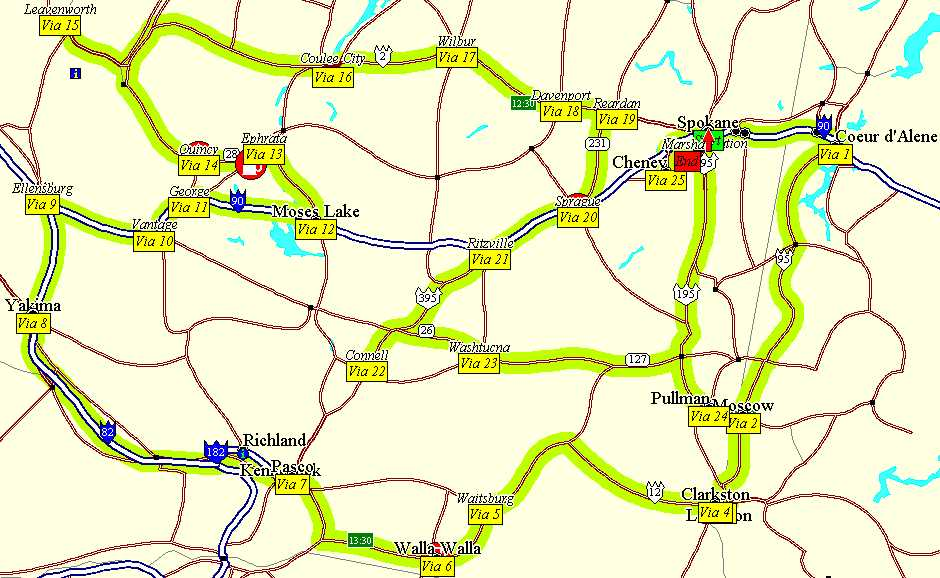 Leavenworth
Via 15
Coulee City
Via 16
2
Wilbur
Via 17
12:30
Davenport
Via 18
Reardan
Via 19
231
Spokane
Marsha
tion
End
95
Cheney
Via 25
90
Coeur d'Alene
Via 1
Quincy
Via 14
28
Ephrata
Via 13
Ellensburg
Via 9
George
Via 11
90
Vantage
Via 10
Moses Lake
Via 12
Sprague
Via 20
Ritzville
Via 21
95
395
195
Yakima
Via 8
26
Connell
Via 22
Washtucna
Via 23
127
Pullman
Via 24
Moscow
Via 2
82
182
Richland
Pasco
Via 7
12
Clarkston
Via 4
Waitsburg
Via 5
13:30
Walla Walla
Via 6